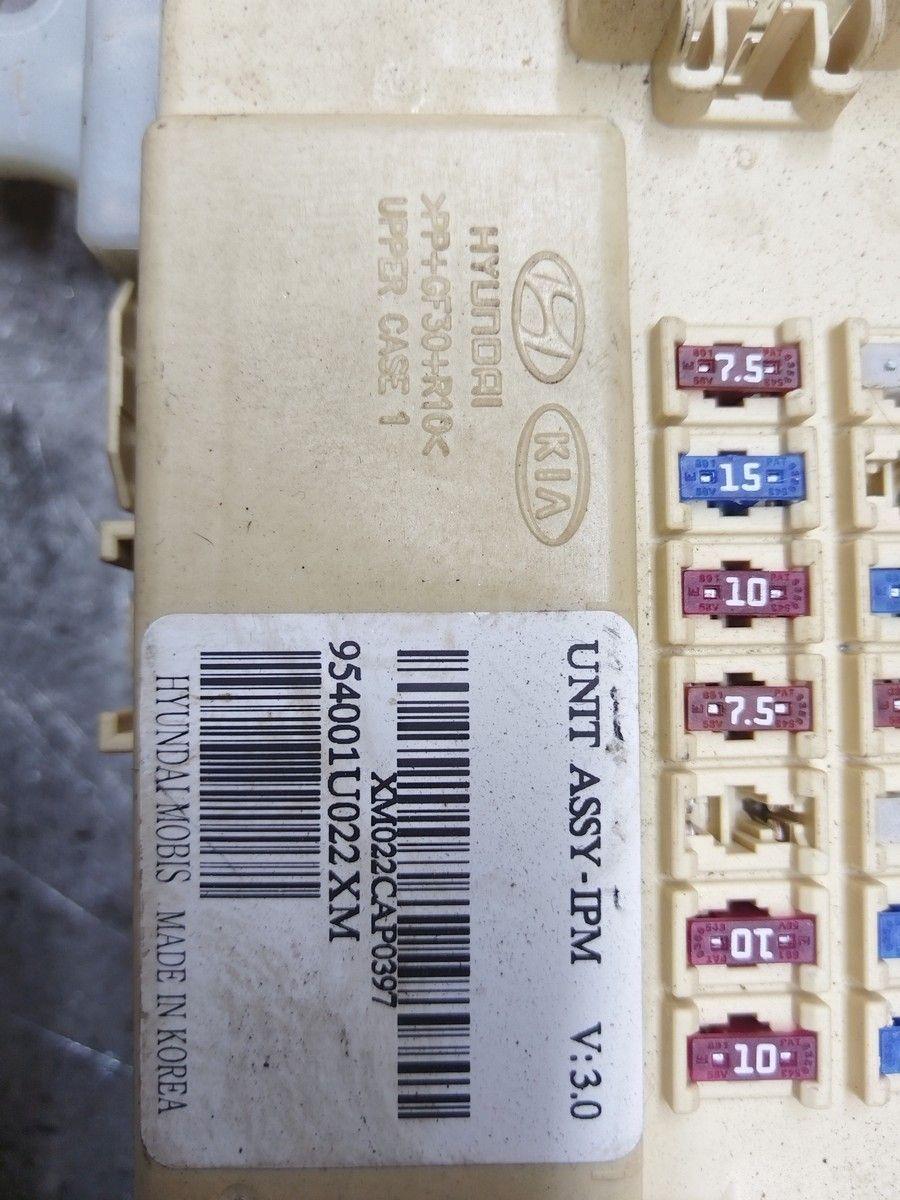 KIA
HYUNDAI
>PP+GF30+R10<
UPPER CASE 1
UNIT ASSY-IPM V:3.0
XM022CAP0397
954001U022XM
HYUNDAI MOBIS MADE IN KOREA
7.5
15
10
7.5
10
10